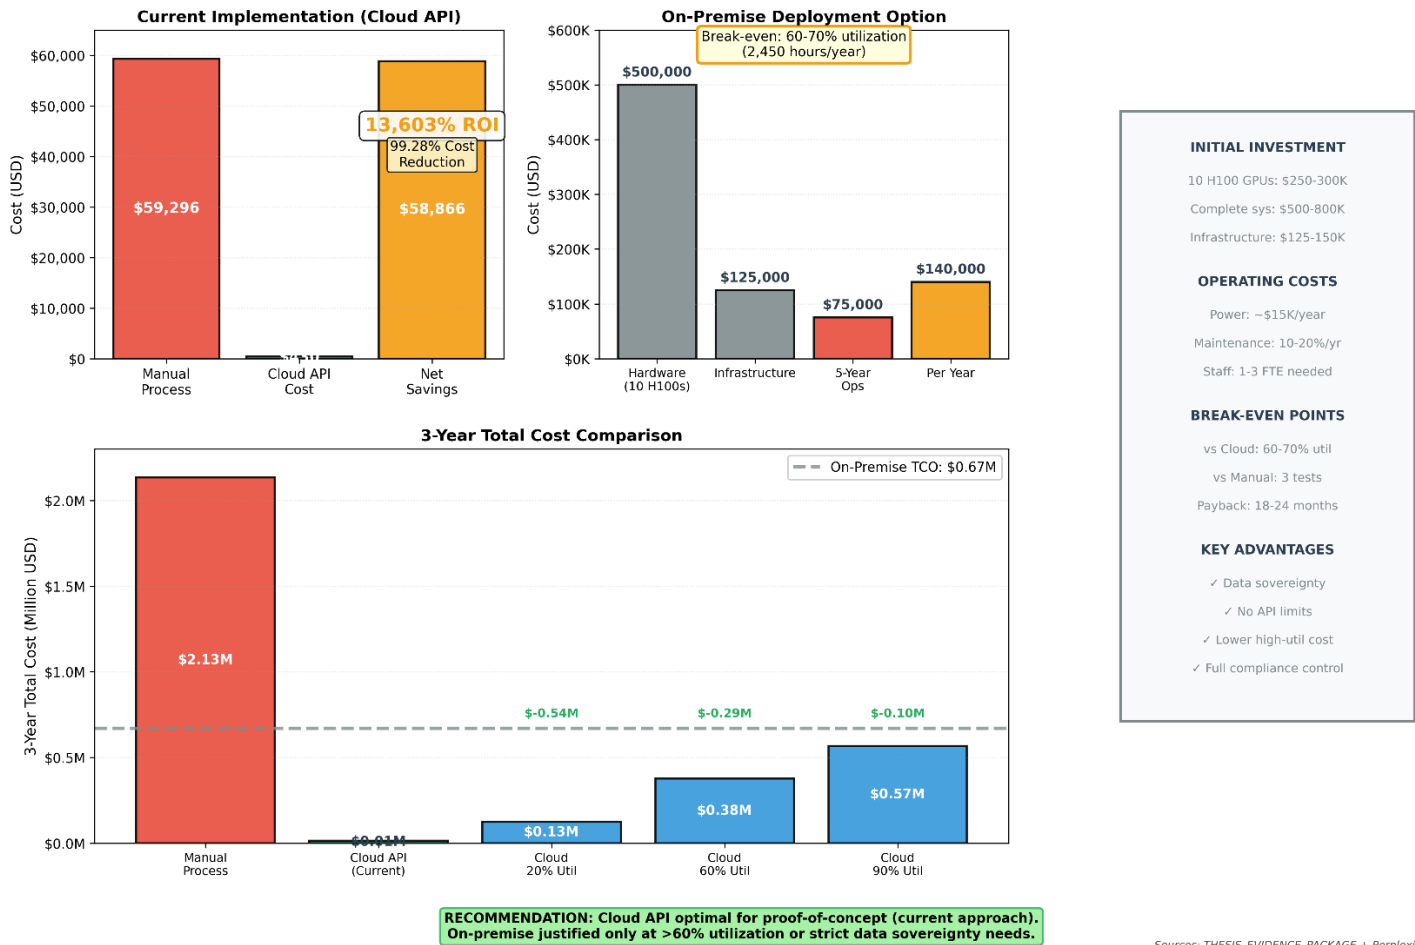 Current Implementation (Cloud API)
Cost (USD)
$60,000
$50,000
$40,000
$30,000
$20,000
$10,000
$0
13,603% ROI
99.28% Cost
Reduction
$59,296
$58,866
Manual
Process
Cloud API
Cost
Net
Savings
On-Premise Deployment Option
Break-even: 60-70% utilization
(2,450 hours/year)
Cost (USD)
$600K
$500K
$400K
$300K
$200K
$100K
$0K
$500,000
$125,000
$75,000
$140,000
Hardware
(10 H100s)
Infrastructure
5-Year
Ops
Per Year
3-Year Total Cost Comparison
3-Year Total Cost (Million USD)
On-Premise TCO: $0.67M
$2.0M
$1.5M
$1.0M
$0.5M
$0.0M
$-0.54M
$-0.29M
$-0.10M
$2.13M
$0.01M
$0.13M
$0.38M
$0.57M
Manual
Process
Cloud API
(Current)
Cloud
20% Util
Cloud
60% Util
Cloud
90% Util
INITIAL INVESTMENT
10 H100 GPUs: $250-300K
Complete sys: $500-800K
Infrastructure: $125-150K
OPERATING COSTS
Power: ~$15K/year
Maintenance: 10-20%/yr
Staff: 1-3 FTE needed
BREAK-EVEN POINTS
vs Cloud: 60-70% util
vs Manual: 3 tests
Payback: 18-24 months
KEY ADVANTAGES
✓ Data sovereignty
✓ No API limits
✓ Lower high-util cost
✓ Full compliance control
RECOMMENDATION: Cloud API optimal for proof-of-concept (current approach).
On-premise justified only at >60% utilization or strict data sovereignty needs.
Sources: THESIS_EVIDENCE_PACKAGE + Perplexi